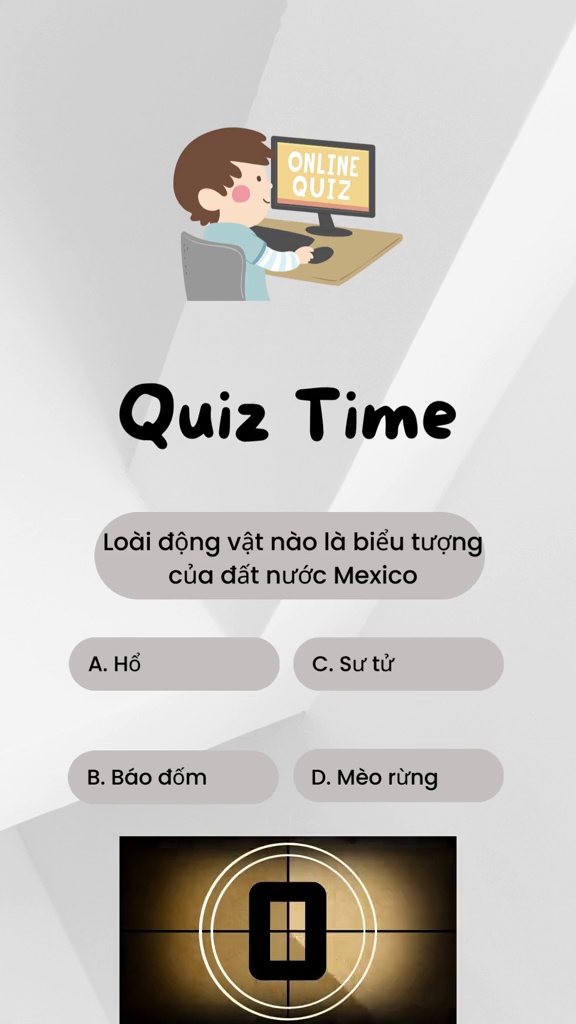 ONLINE
QUIZ
Quiz Time
Loài động vật nào là biểu tượng
của đất nước Mexico
A. Hổ
C. Sư tử
B. Báo đốm
D. Mèo rừng
0